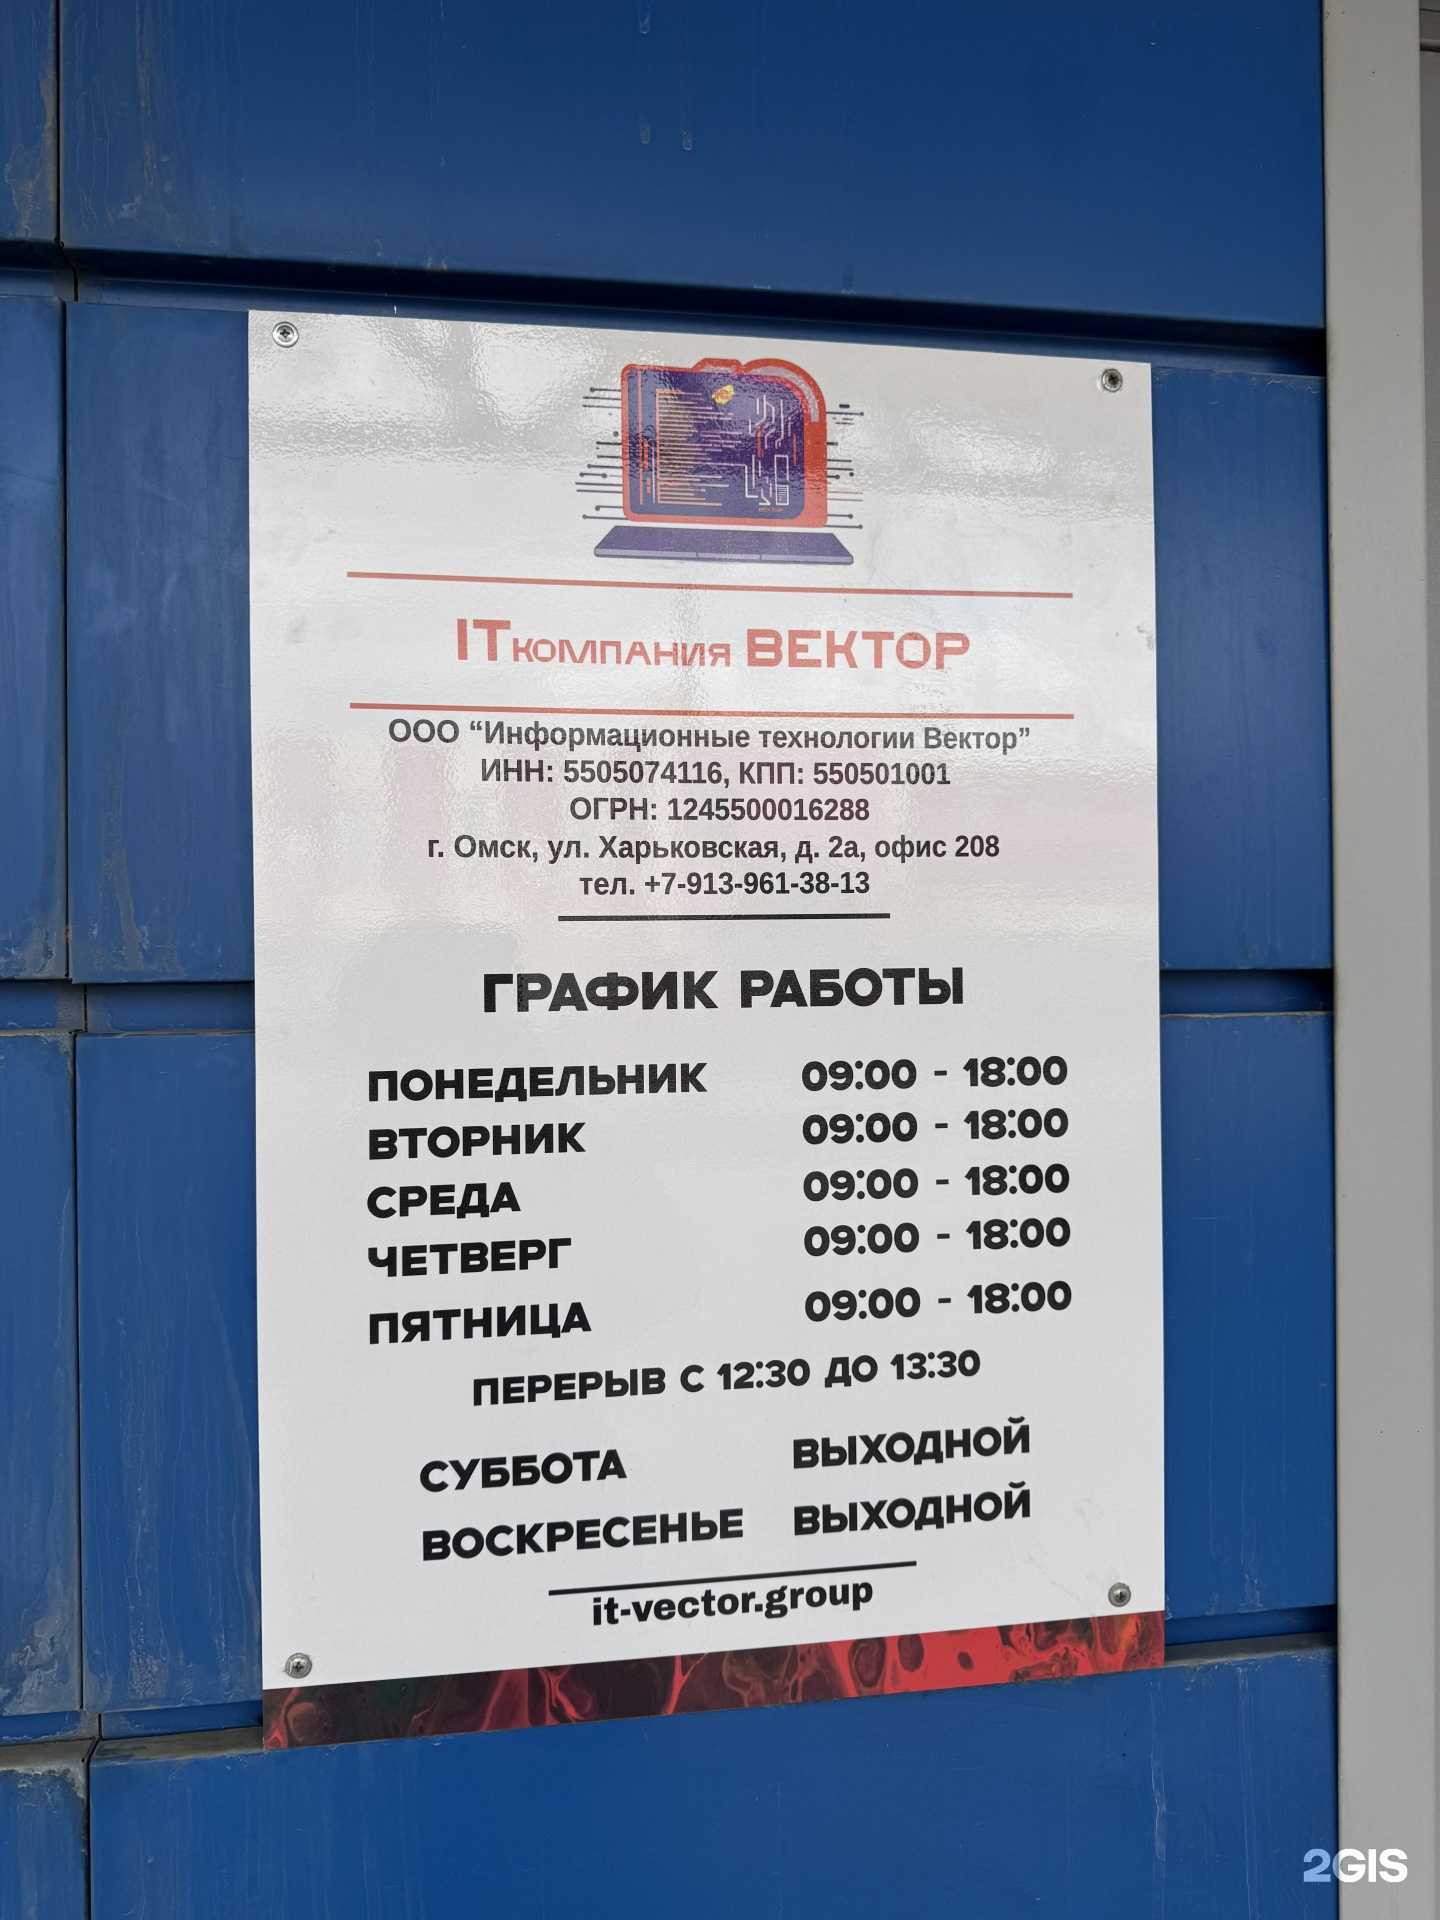 ITкомпания ВЕКТОР
ООО “Информационные технологии Вектор”
ИНН: 5505074116, КПП: 550501001
ОГРН: 1245500016288
г. Омск, ул. Харьковская, д. 2а, офис 208
тел. +7-913-961-38-13
ГРАФИК РАБОТЫ
ПОНЕДЕЛЬНИК 09:00 - 18:00
ВТОРНИК 09:00 - 18:00
СРЕДА 09:00 - 18:00
ЧЕТВЕРГ 09:00 - 18:00
ПЯТНИЦА 09:00 - 18:00
ПЕРЕРЫВ С 12:30 ДО 13:30
СУББОТА ВЫХОДНОЙ
ВОСКРЕСЕНЬЕ ВЫХОДНОЙ
it-vector.group
2GIS